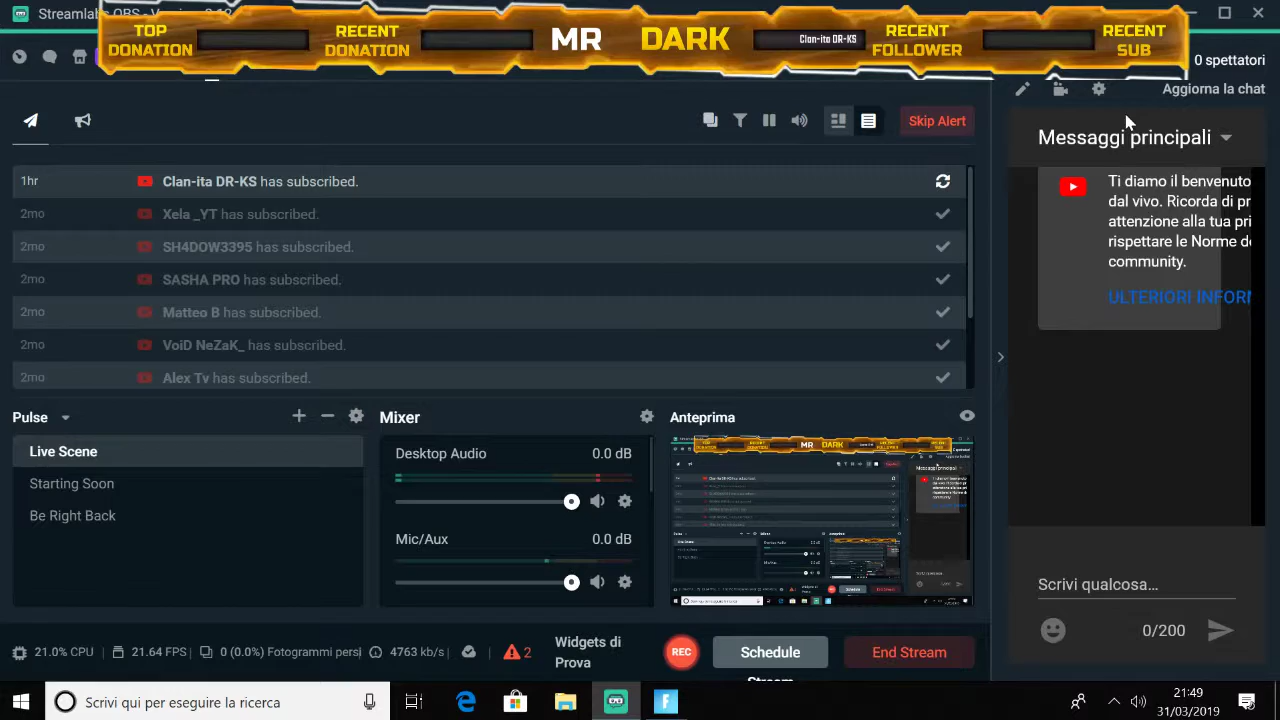 Streamlabs OBS - Version 0.12
TOP
DONATION
RECENT
DONATION
MR DARK
Clan-ita DR-KS
RECENT
FOLLOWER
RECENT
SUB
0 spettatori
Aggiorna la chat
Skip Alert
Messaggi principali
1hr Clan-ita DR-KS has subscribed.
2mo Xela _YT has subscribed.
2mo SH4DOW3395 has subscribed.
2mo SASHA PRO has subscribed.
2mo Matteo B has subscribed.
2mo VoiD NeZaK_ has subscribed.
2mo Alex Tv has subscribed.
Ti diamo il benvenuto
dal vivo. Ricorda di pr
attenzione alla tua pri
rispettare le Norme de
community.
ULTERIORI INFORM
Pulse
Live Scene
Starting Soon
Be Right Back
Mixer
Desktop Audio 0.0 dB
Mic/Aux 0.0 dB
Anteprima
Scrivi qualcosa...
0/200
21.0% CPU
21.64 FPS
0 (0.0%) Fotogrammi persi
4763 kb/s
2
Widgets di
Prova
REC
Schedule
Stream
End Stream
Scrivi qui per eseguire la ricerca
21:49
31/03/2019